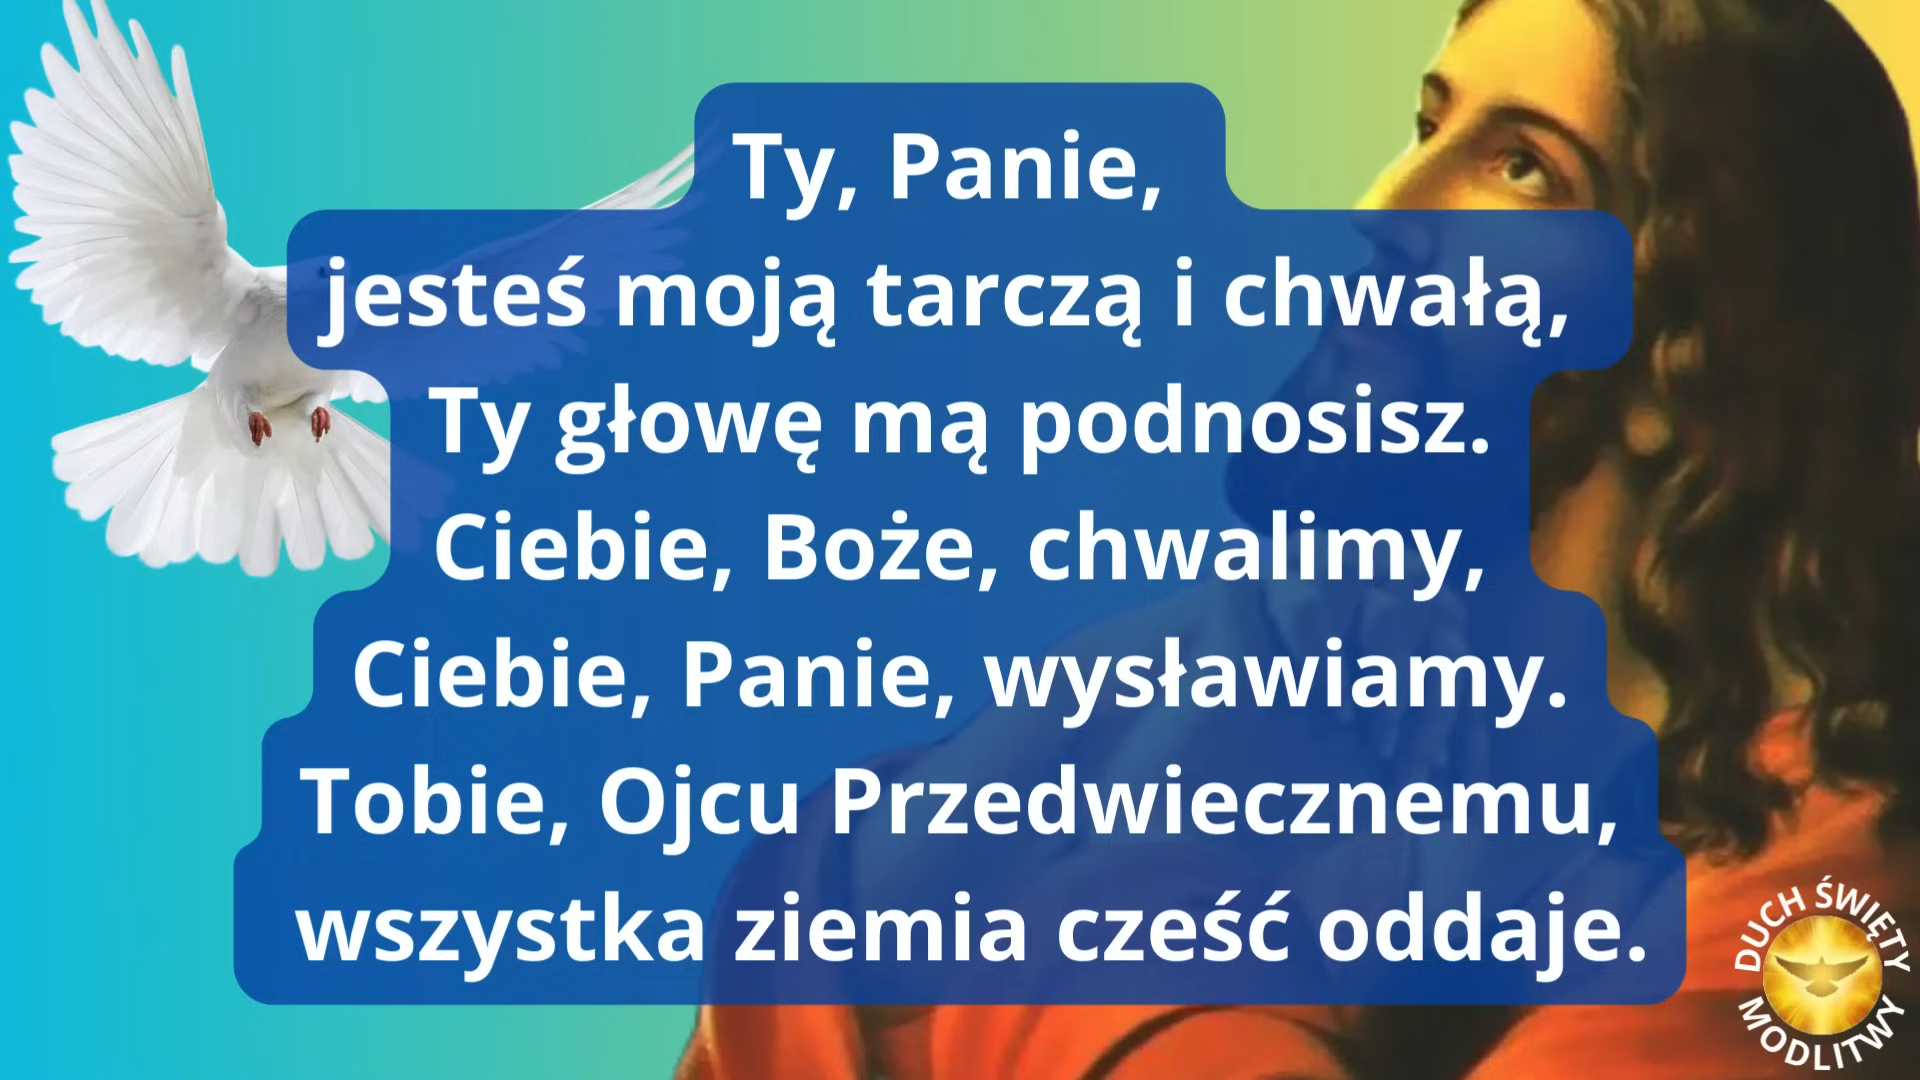 Ty, Panie,
jesteś moją tarczą i chwałą,
Ty głowę mą podnosisz.
Ciebie, Boże, chwalimy,
Ciebie, Panie, wysławiamy.
Tobie, Ojcu Przedwiecznemu,
wszystka ziemia cześć oddaje.
DUCH ŚWIĘTY
MODLITWY